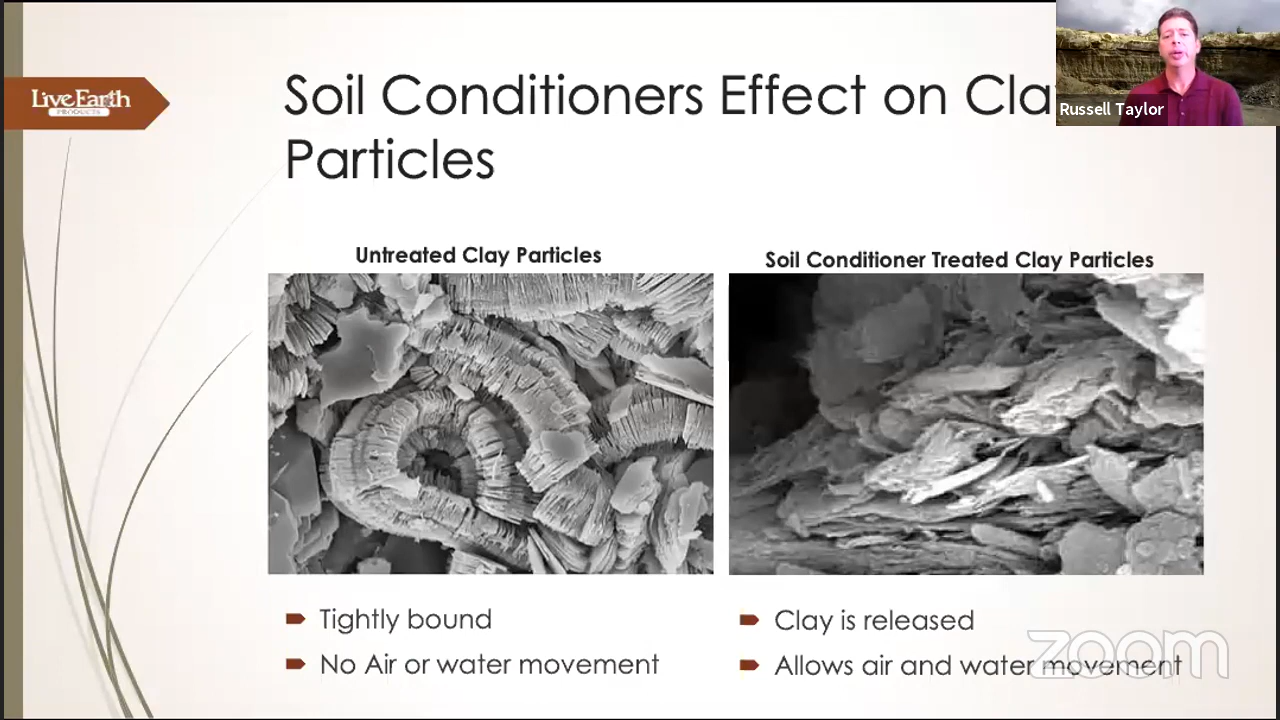 Live Earth
PRODUCTS
Soil Conditioners Effect on Cla
Particles
Russell Taylor
Untreated Clay Particles
Soil Conditioner Treated Clay Particles
Tightly bound
No Air or water movement
Clay is released
Allows air and water movement
zoom